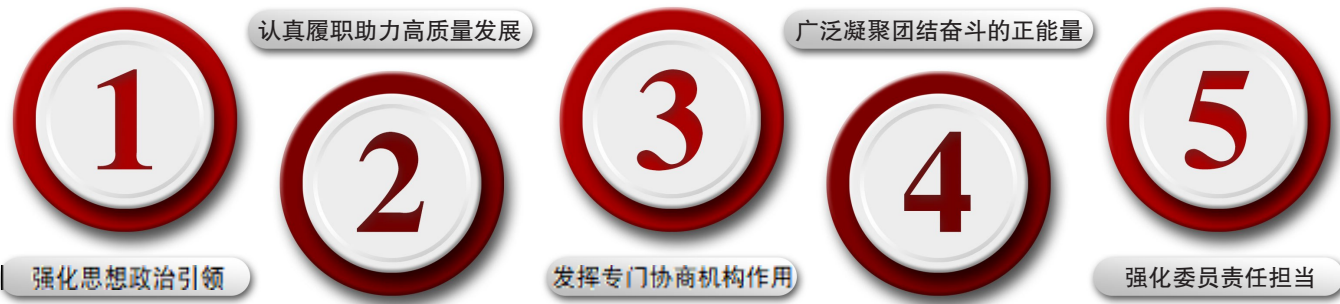 1
强化思想政治引领
认真履职助力高质量发展
2
3
发挥专门协商机构作用
广泛凝聚团结奋斗的正能量
4
5
强化委员责任担当